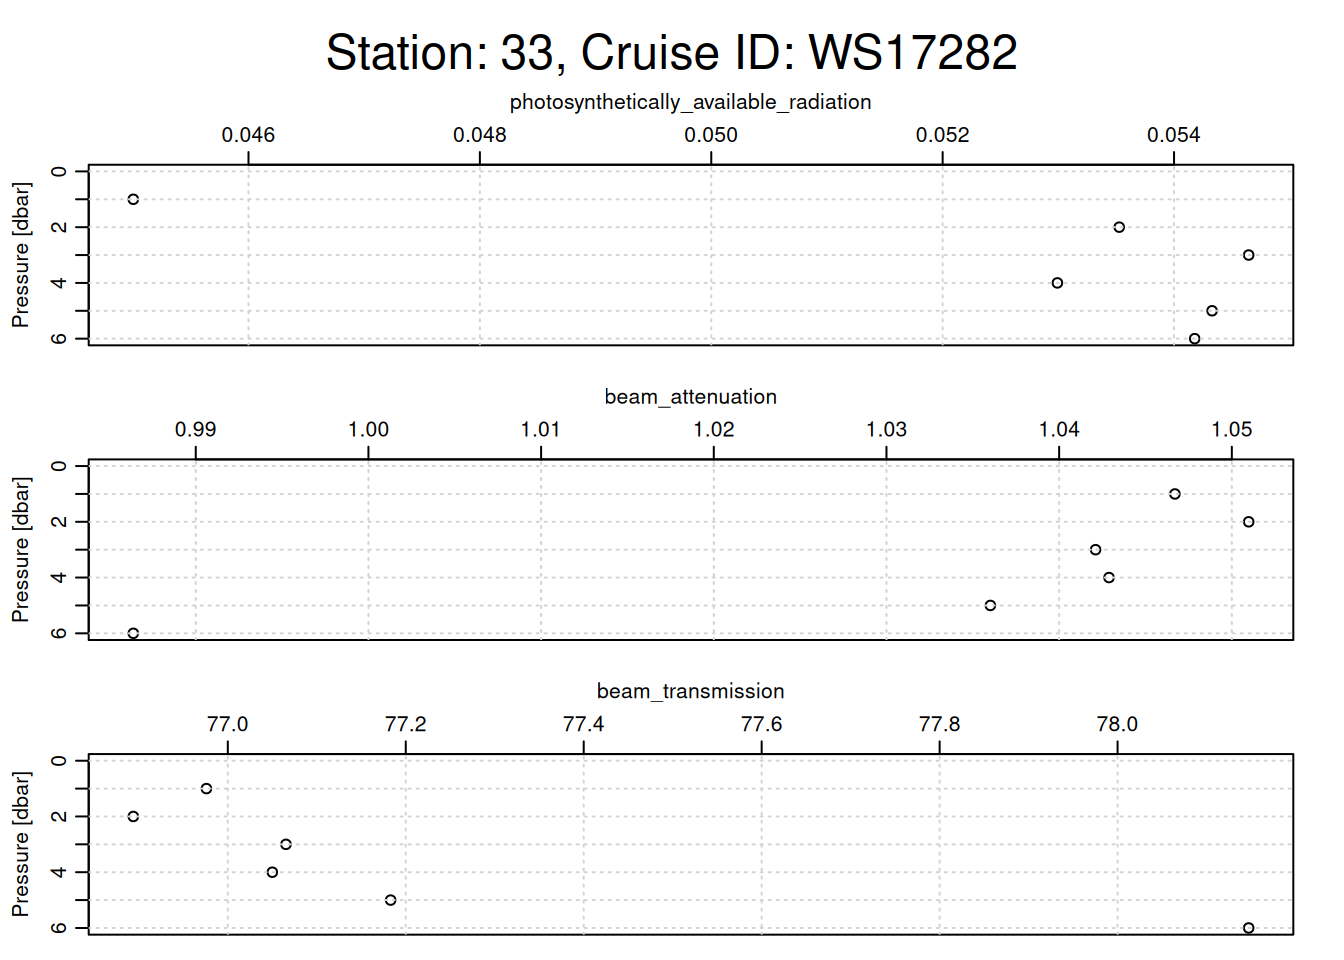 Station: 33, Cruise ID: WS17282
photosynthetically_available_radiation
0.046 0.048 0.050 0.052 0.054
Pressure [dbar]
0
2
4
6
beam_attenuation
0.99 1.00 1.01 1.02 1.03 1.04 1.05
Pressure [dbar]
0
2
4
6
beam_transmission
77.0 77.2 77.4 77.6 77.8 78.0
Pressure [dbar]
0
2
4
6